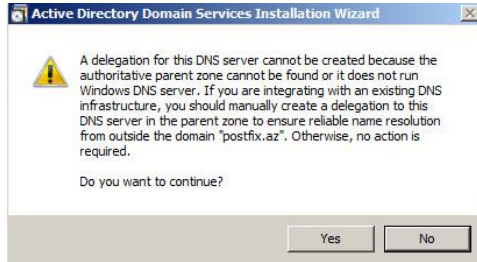 Active Directory Domain Services Installation Wizard
A delegation for this DNS server cannot be created because the
authoritative parent zone cannot be found or it does not run
Windows DNS server. If you are integrating with an existing DNS
infrastructure, you should manually create a delegation to this
DNS server in the parent zone to ensure reliable name resolution
from outside the domain "postfix.az". Otherwise, no action is
required.
Do you want to continue?
Yes No